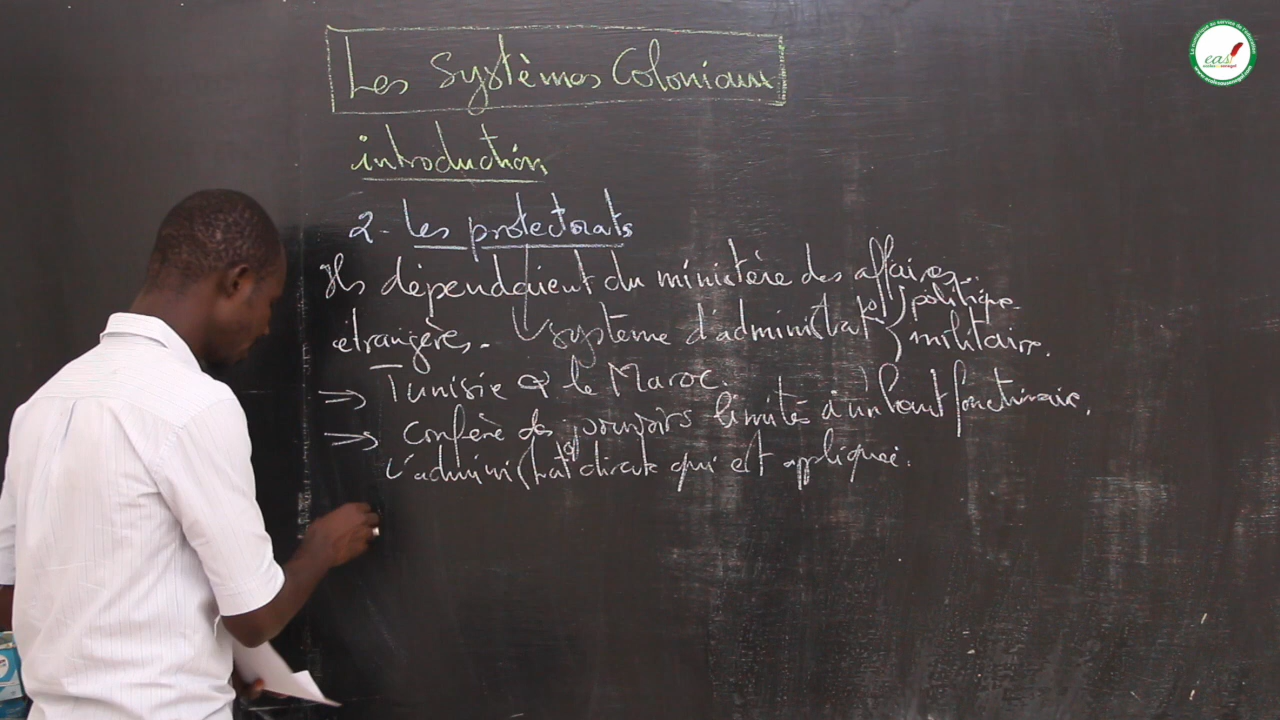 Les Systèmes Coloniaux
introduction
2- Les protectorats
Ils dépendaient du ministère des affaires
étrangères. système d'administrat° politique
militaire.
⇒ Tunisie & le Maroc.
⇒ Confère des pouvoirs limités à un haut fonctionnaire.
L'administrat° directe qui est appliquée.
eas